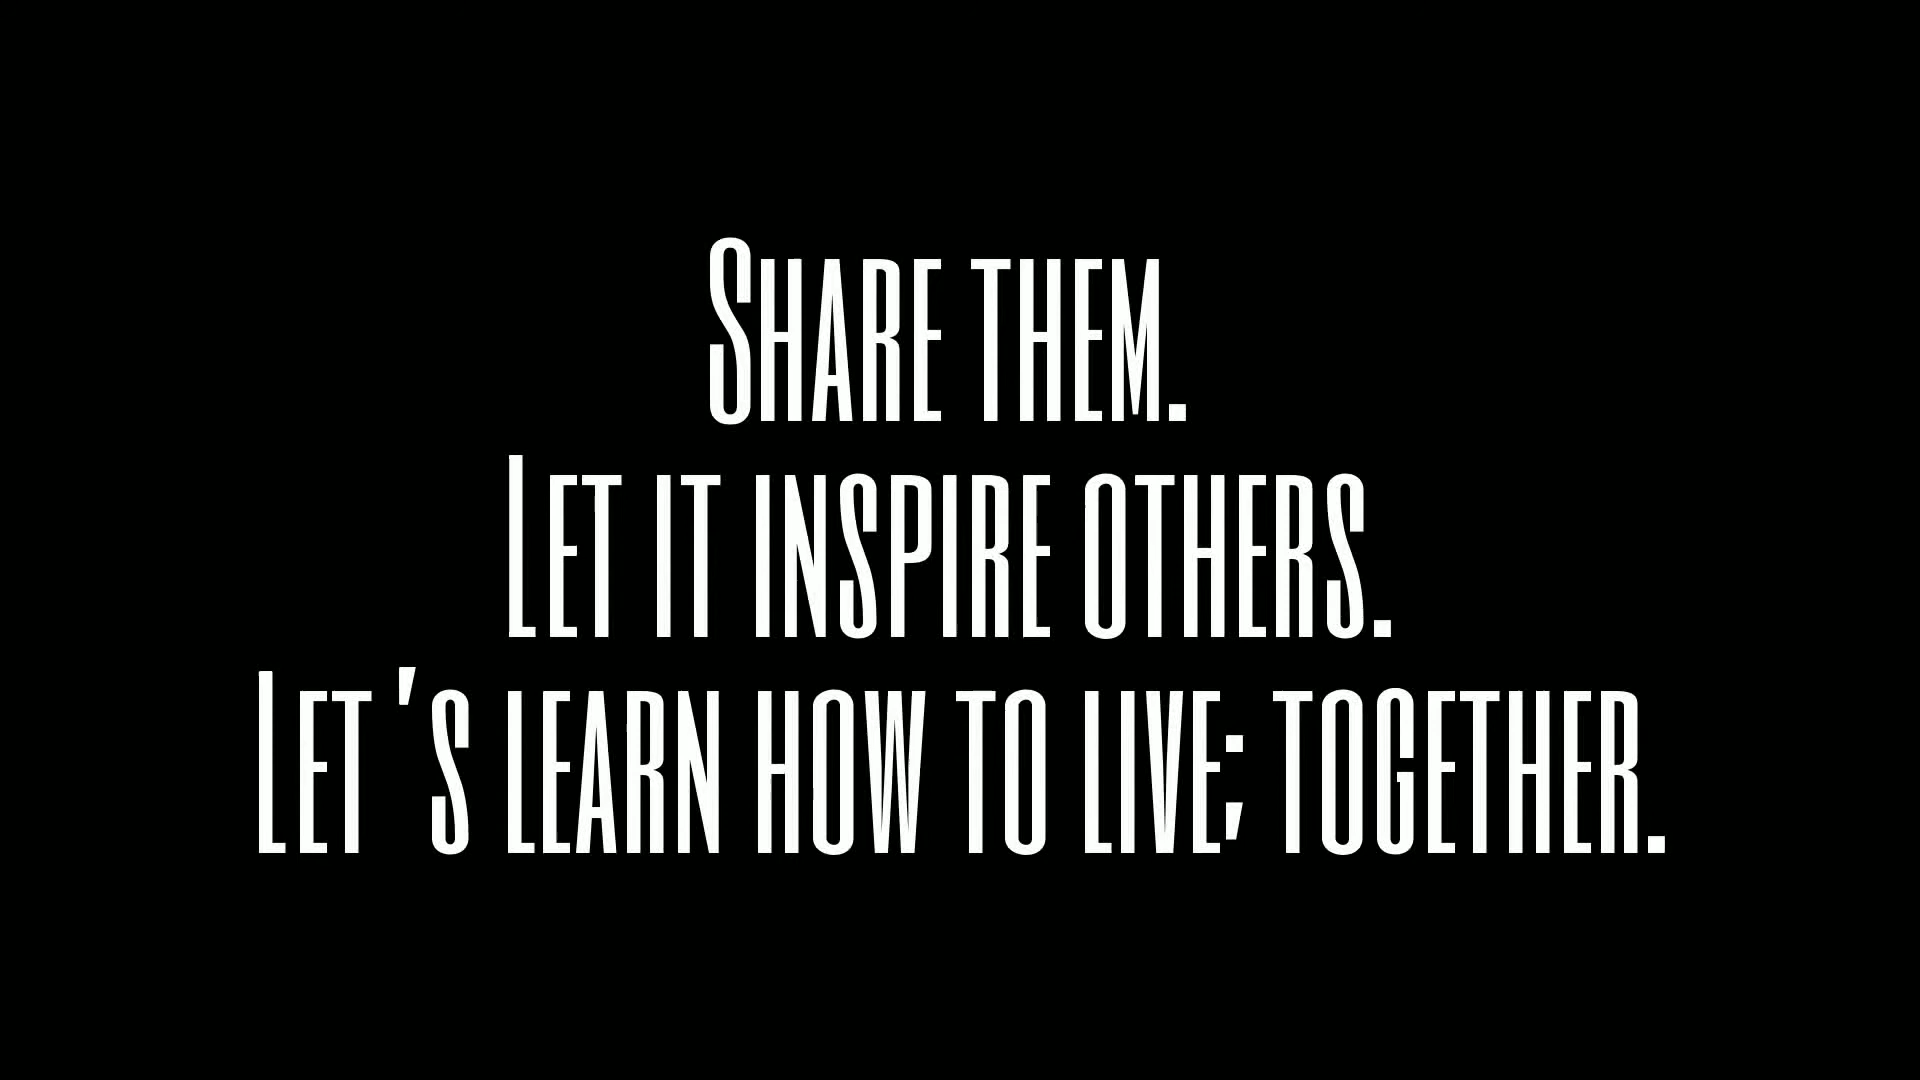 Share them.
Let it inspire others.
Let's learn how to live; together.